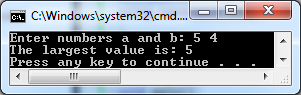 C:\Windows\system32\cmd....
Enter numbers a and b: 5 4
The largest value is: 5
Press any key to continue . . .